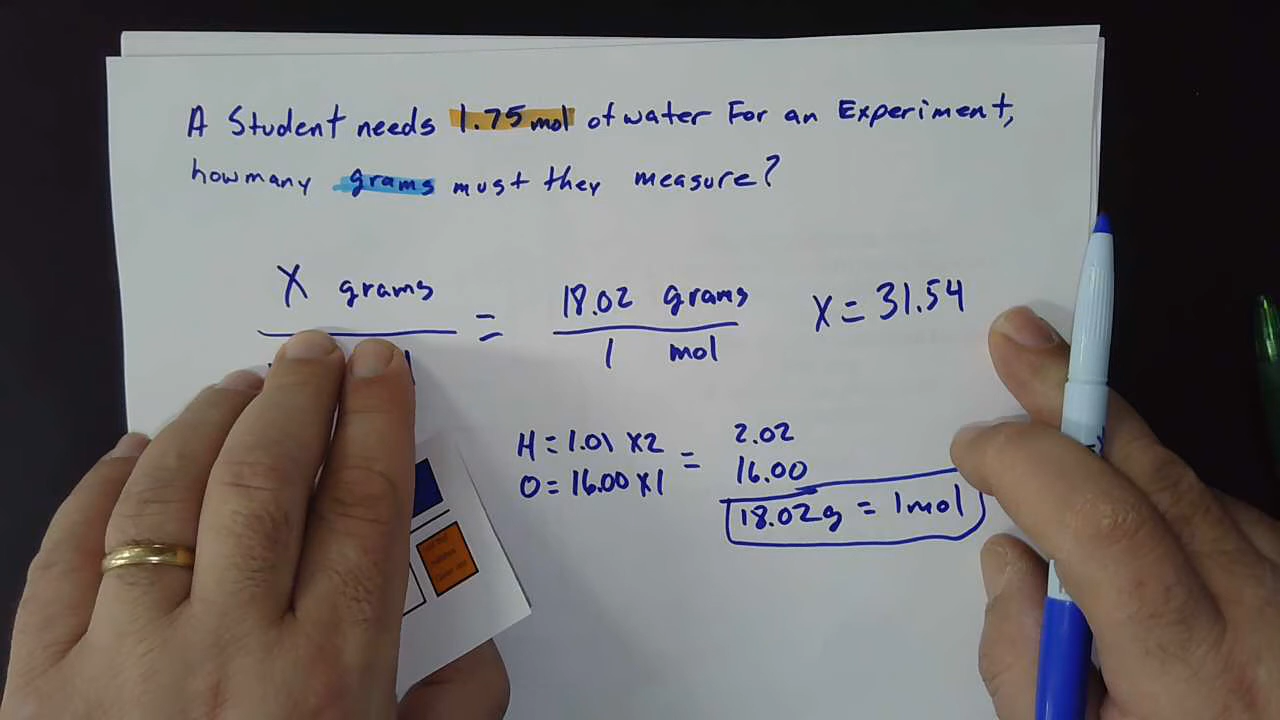 A Student needs 1.75 mol of water For an Experiment,
how many grams must they measure?
X grams = 18.02 grams X = 31.54
1 mol
H = 1.01 X2 = 2.02
O = 16.00 X1 16.00
18.02g = 1mol